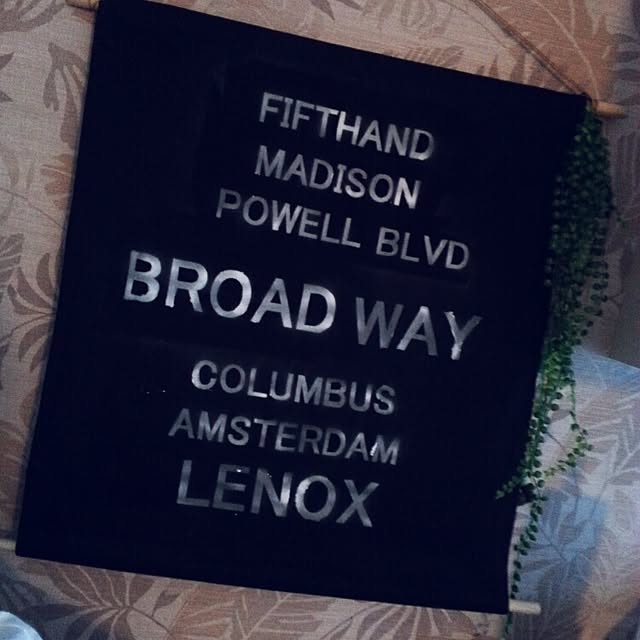 FIFTHAND
MADISON
POWELL BLVD
BROAD WAY
COLUMBUS
AMSTERDAM
LENOX